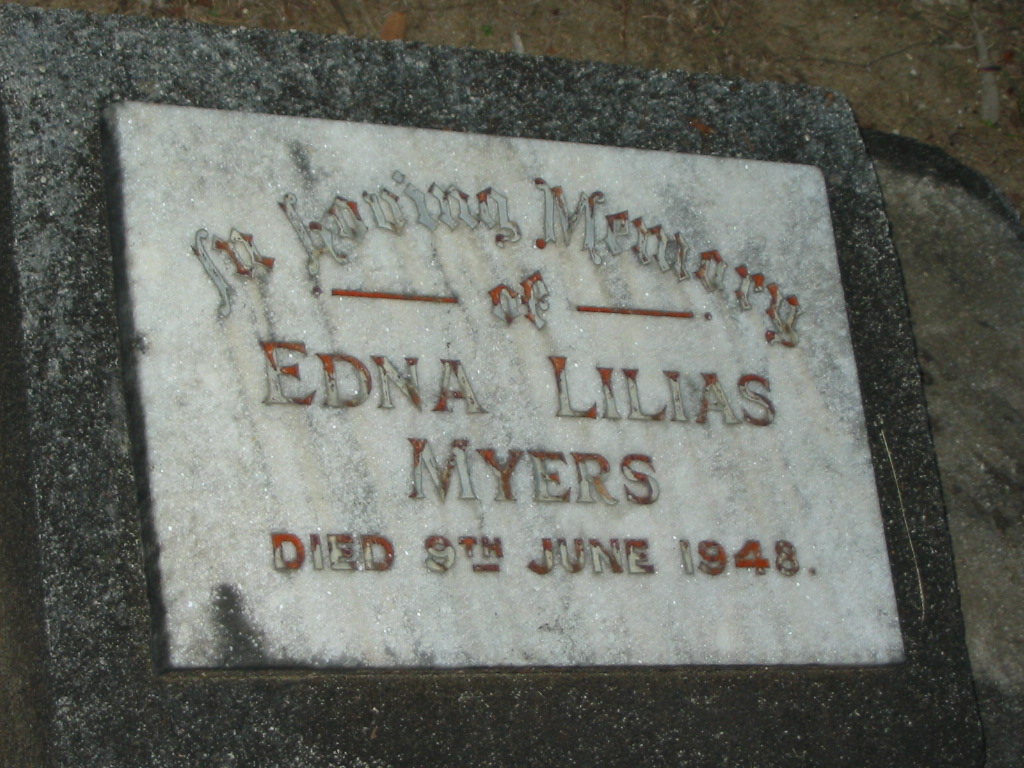 In Loving Memory
of
EDNA LILIAS
MYERS
DIED 9TH JUNE 1948.